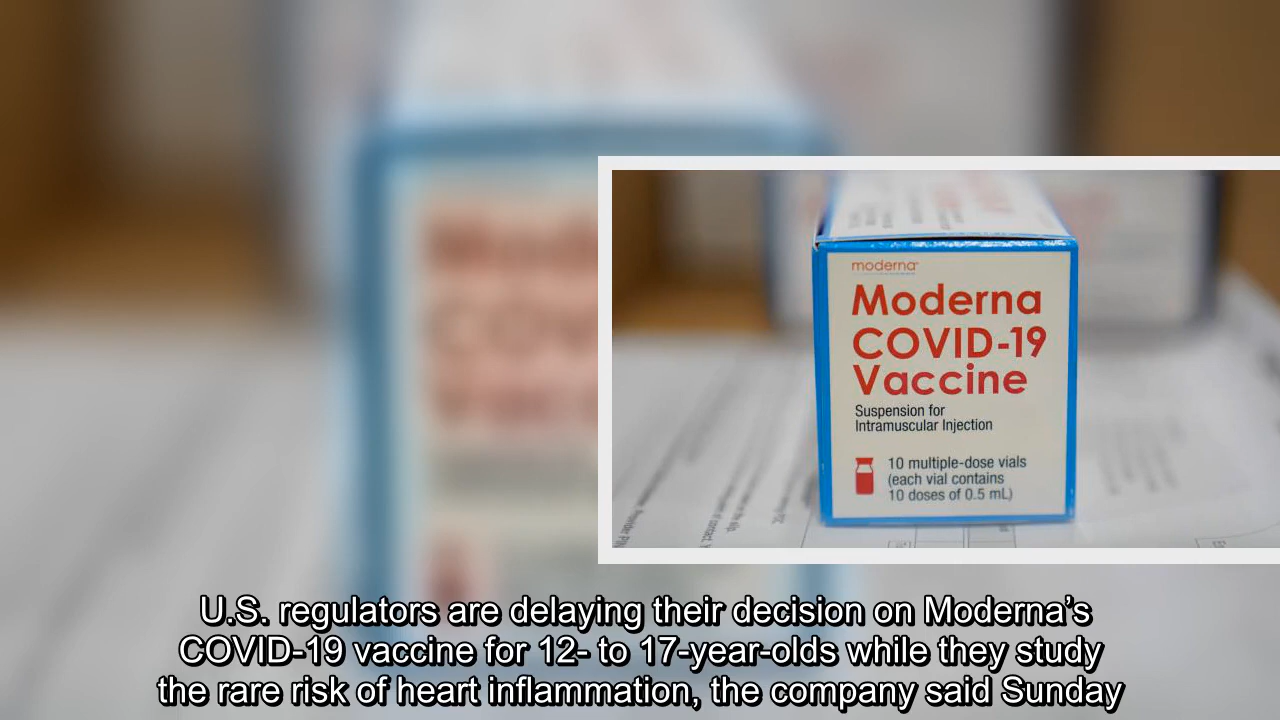 moderna
Moderna
COVID-19
Vaccine
Suspension for
Intramuscular Injection
10 multiple-dose vials
(each vial contains
10 doses of 0.5 mL)
U.S. regulators are delaying their decision on Moderna’s
COVID-19 vaccine for 12- to 17-year-olds while they study
the rare risk of heart inflammation, the company said Sunday